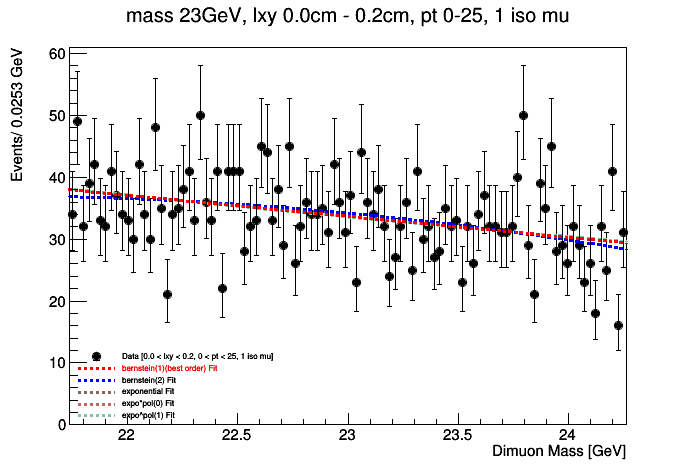 mass 23GeV, lxy 0.0cm - 0.2cm, pt 0-25, 1 iso mu
Events/ 0.0253 GeV
60
50
40
30
20
10
0
Data [0.0 < lxy < 0.2, 0 < pt < 25, 1 iso mu]
bernstein(1)(best order) Fit
bernstein(2) Fit
exponential Fit
expo*pol(0) Fit
expo*pol(1) Fit
22
22.5
23
23.5
24
Dimuon Mass [GeV]